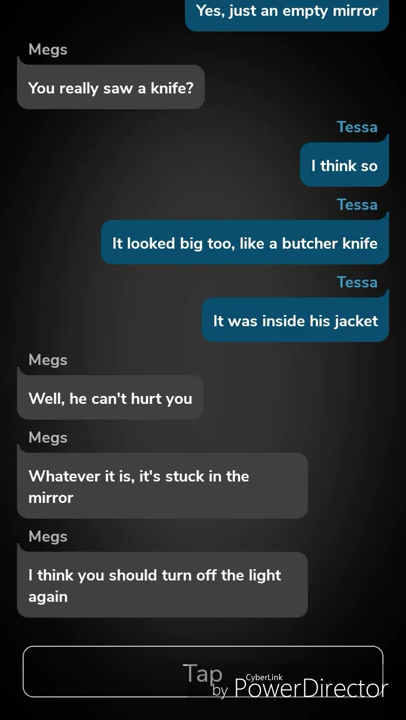 Yes, just an empty mirror
Megs
You really saw a knife?
Tessa
I think so
Tessa
It looked big too, like a butcher knife
Tessa
It was inside his jacket
Megs
Well, he can't hurt you
Megs
Whatever it is, it's stuck in the
mirror
Megs
I think you should turn off the light
again
Tap
by CyberLink
PowerDirector